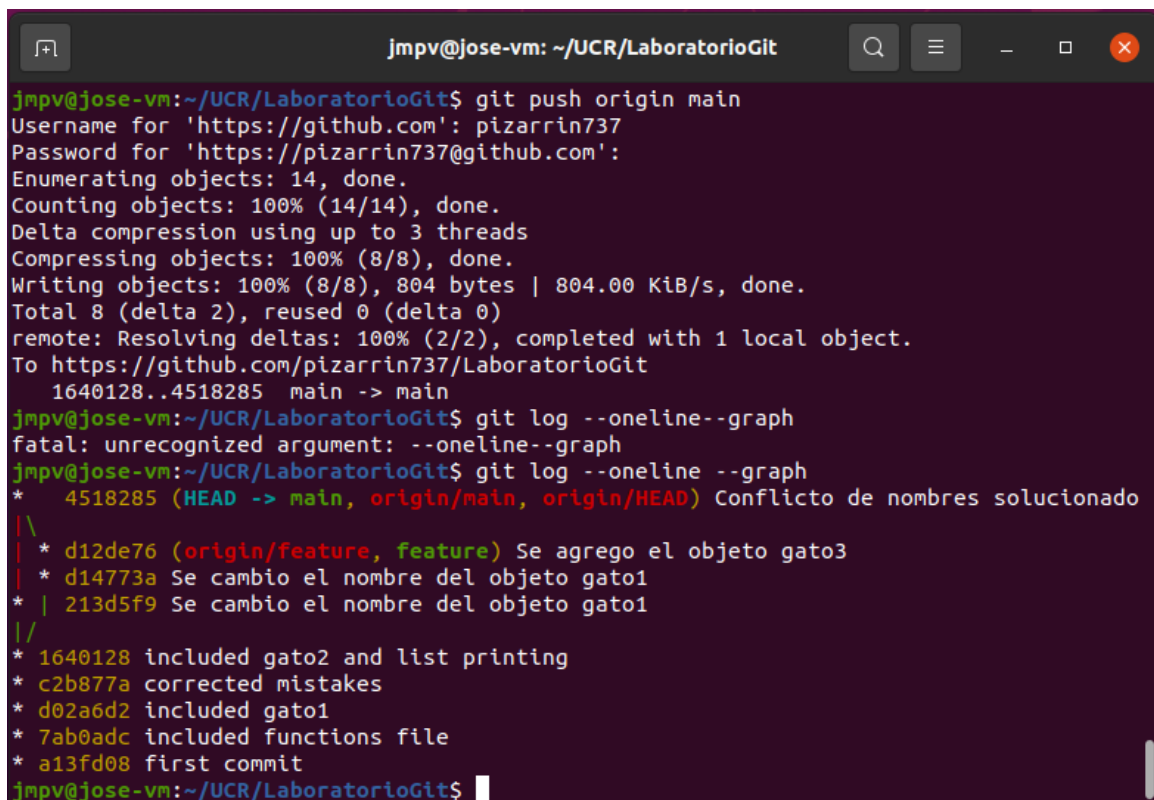 jmpv@jose-vm: ~/UCR/LaboratorioGit
jmpv@jose-vm:~/UCR/LaboratorioGit$ git push origin main
Username for 'https://github.com': pizarrin737
Password for 'https://pizarrin737@github.com':
Enumerating objects: 14, done.
Counting objects: 100% (14/14), done.
Delta compression using up to 3 threads
Compressing objects: 100% (8/8), done.
Writing objects: 100% (8/8), 804 bytes | 804.00 KiB/s, done.
Total 8 (delta 2), reused 0 (delta 0)
remote: Resolving deltas: 100% (2/2), completed with 1 local object.
To https://github.com/pizarrin737/LaboratorioGit
   1640128..4518285  main -> main
jmpv@jose-vm:~/UCR/LaboratorioGit$ git log --oneline--graph
fatal: unrecognized argument: --oneline--graph
jmpv@jose-vm:~/UCR/LaboratorioGit$ git log --oneline --graph
*   4518285 (HEAD -> main, origin/main, origin/HEAD) Conflicto de nombres solucionado
|\
| * d12de76 (origin/feature, feature) Se agrego el objeto gato3
| * d14773a Se cambio el nombre del objeto gato1
* | 213d5f9 Se cambio el nombre del objeto gato1
|/
* 1640128 included gato2 and list printing
* c2b877a corrected mistakes
* d02a6d2 included gato1
* 7ab0adc included functions file
* a13fd08 first commit
jmpv@jose-vm:~/UCR/LaboratorioGit$